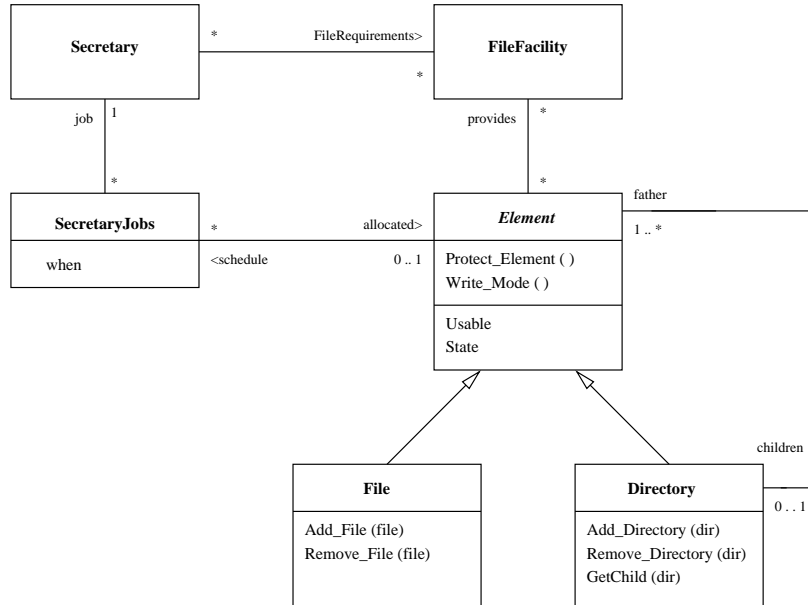 Secretary
* FileRequirements>
*
FileFacility
job 1
*
provides *
*
SecretaryJobs
when
* allocated>
<schedule 0 .. 1
Element
Protect_Element ( )
Write_Mode ( )
Usable
State
father
1 .. *
children
0 . . 1
File
Add_File (file)
Remove_File (file)
Directory
Add_Directory (dir)
Remove_Directory (dir)
GetChild (dir)